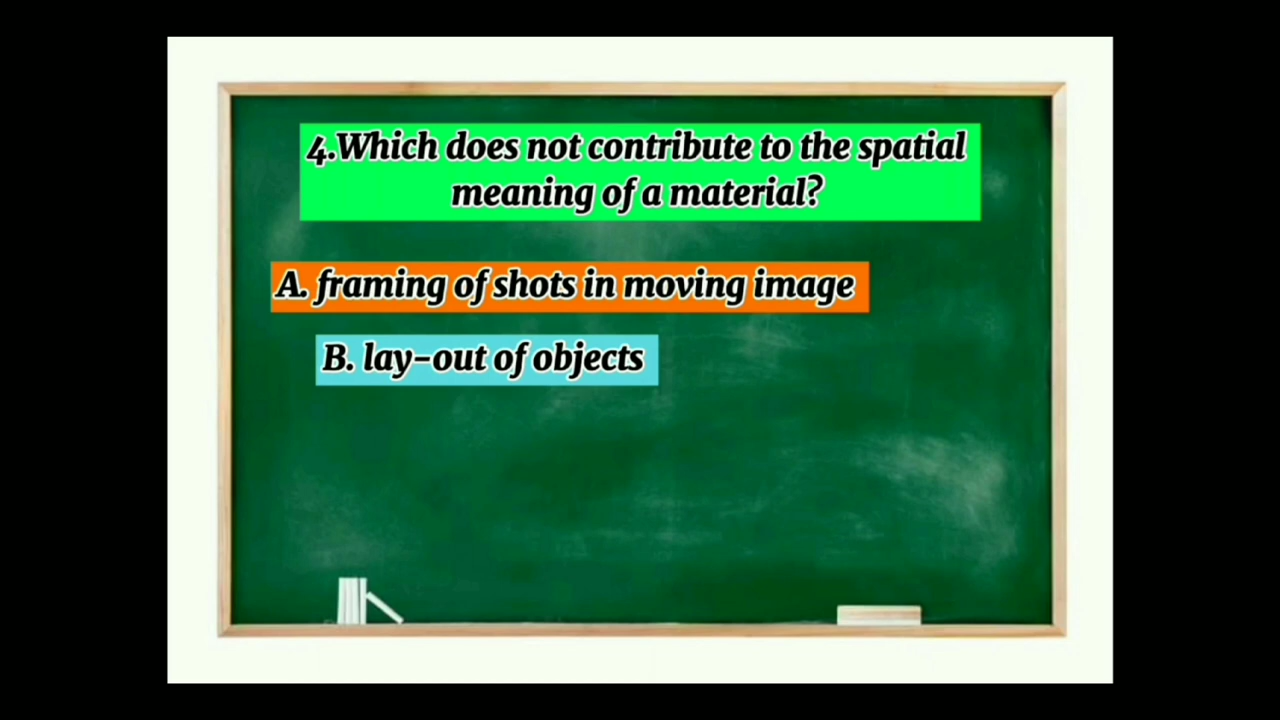 4.Which does not contribute to the spatial
meaning of a material?
A. framing of shots in moving image
B. lay-out of objects